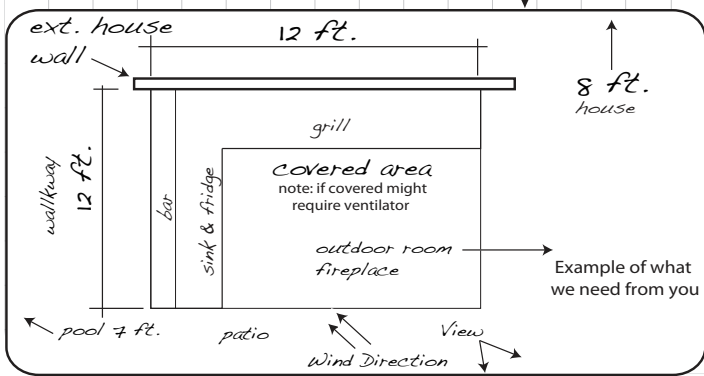 ext. house
wall
12 ft.
8 ft.
house
grill
walkway
12 ft.
bar
sink & fridge
covered area
note: if covered might
require ventilator
outdoor room
fireplace
Example of what
we need from you
pool 7 ft.
patio
View
Wind Direction